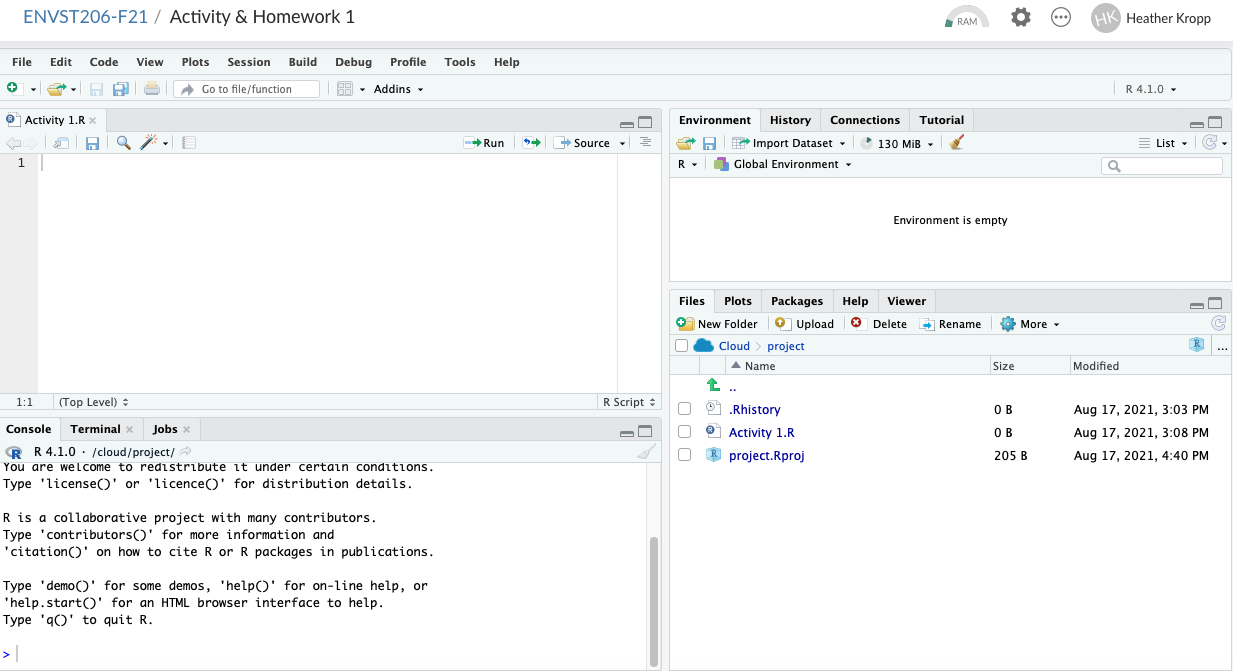 ENVST206-F21 / Activity & Homework 1
RAM
HK Heather Kropp
File Edit Code View Plots Session Build Debug Profile Tools Help
Go to file/function Addins
R 4.1.0
Activity 1.R
Run Source
1
1:1 (Top Level) R Script
Console Terminal Jobs
R 4.1.0 · /cloud/project/
You are welcome to redistribute it under certain conditions.
Type 'license()' or 'licence()' for distribution details.
R is a collaborative project with many contributors.
Type 'contributors()' for more information and
'citation()' on how to cite R or R packages in publications.
Type 'demo()' for some demos, 'help()' for on-line help, or
'help.start()' for an HTML browser interface to help.
Type 'q()' to quit R.
>
Environment History Connections Tutorial
Import Dataset 130 MiB List
R Global Environment
Environment is empty
Files Plots Packages Help Viewer
New Folder Upload Delete Rename More
Cloud project R ...
Name Size Modified
..
.Rhistory 0 B Aug 17, 2021, 3:03 PM
Activity 1.R 0 B Aug 17, 2021, 3:08 PM
project.Rproj 205 B Aug 17, 2021, 4:40 PM